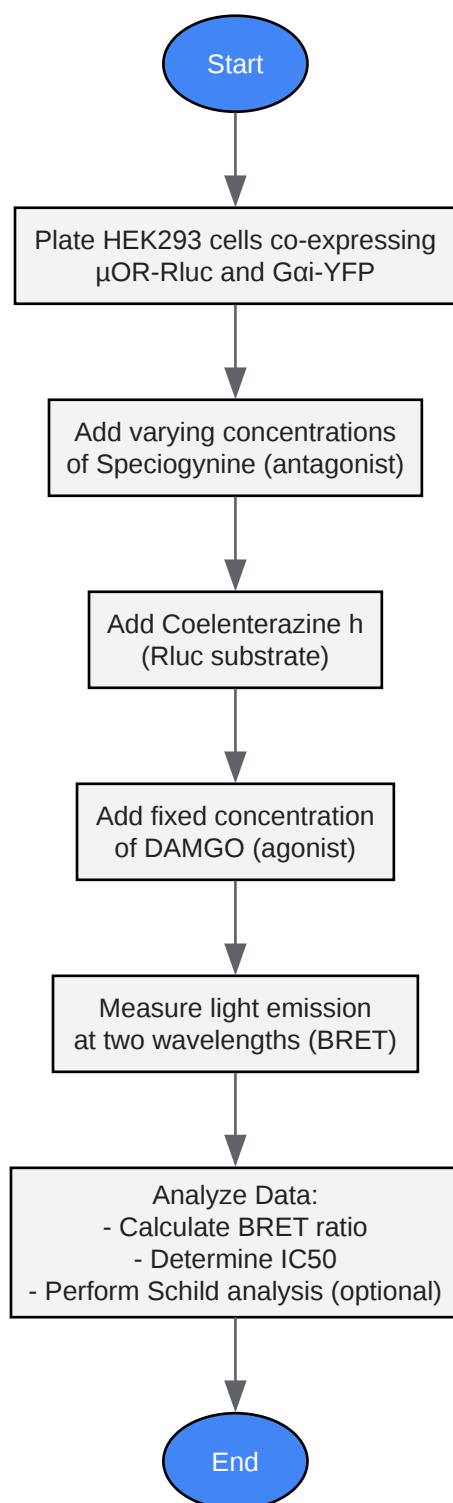 Start
Plate HEK293 cells co-expressing
µOR-Rluc and Gαi-YFP
Add varying concentrations
of Speciogynine (antagonist)
Add Coelenterazine h
(Rluc substrate)
Add fixed concentration
of DAMGO (agonist)
Measure light emission
at two wavelengths (BRET)
Analyze Data:
- Calculate BRET ratio
- Determine IC50
- Perform Schild analysis (optional)
End